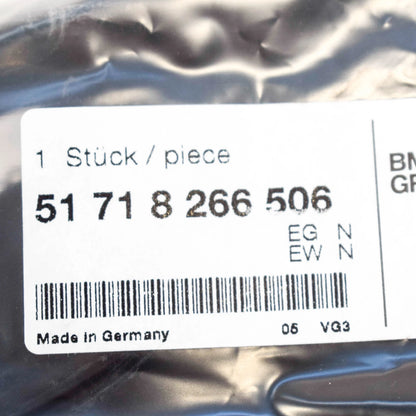 1 Stück / piece
51 71 8 266 506
EG N
EW N
Made in Germany 05 VG3